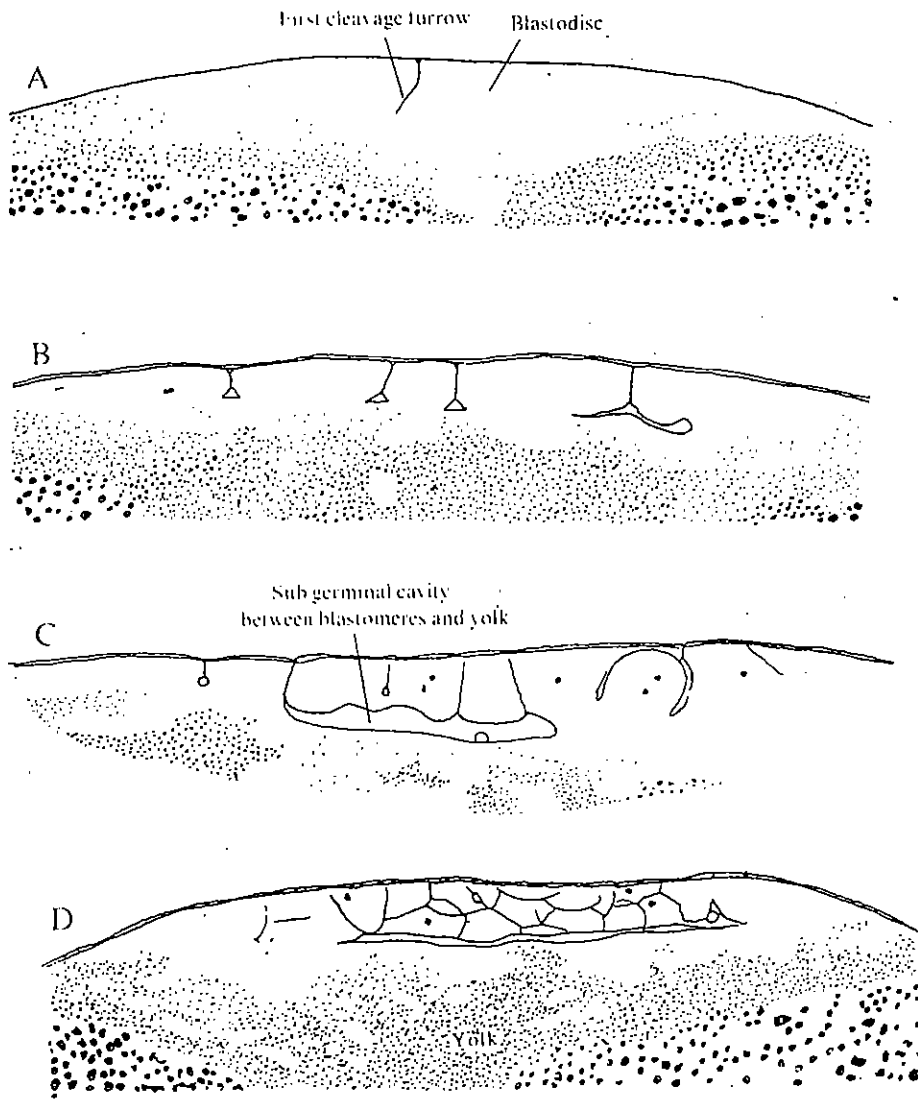 First cleavage furrow
Blastodisc
A
B
Sub germinal cavity
between blastomeres and yolk
C
D
Yolk